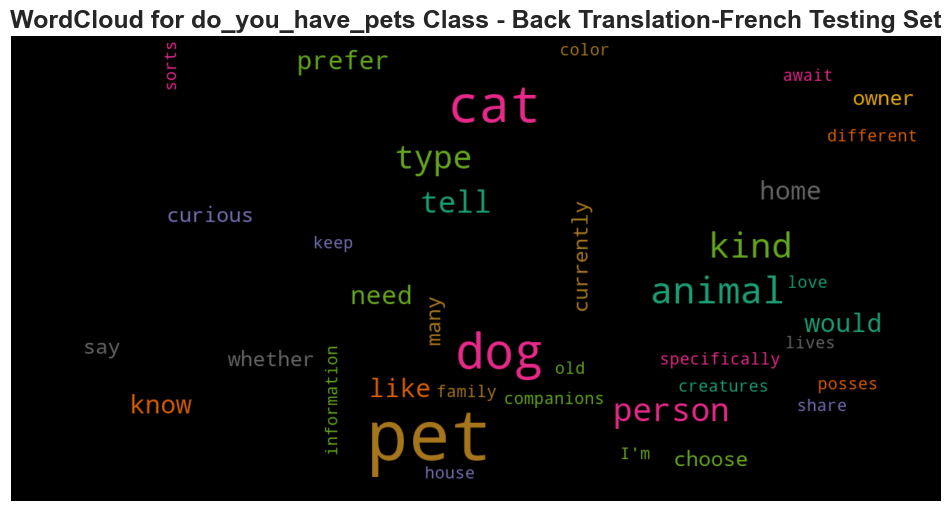 WordCloud for do_you_have_pets Class - Back Translation-French Testing Set
sorts
prefer
color
await
cat
owner
different
type
tell
home
curious
currently
keep
kind
need
many
animal
love
would
say
whether
dog
old
specifically
lives
information
like
family
companions
creatures
posses
know
person
share
pet
I'm
choose
house